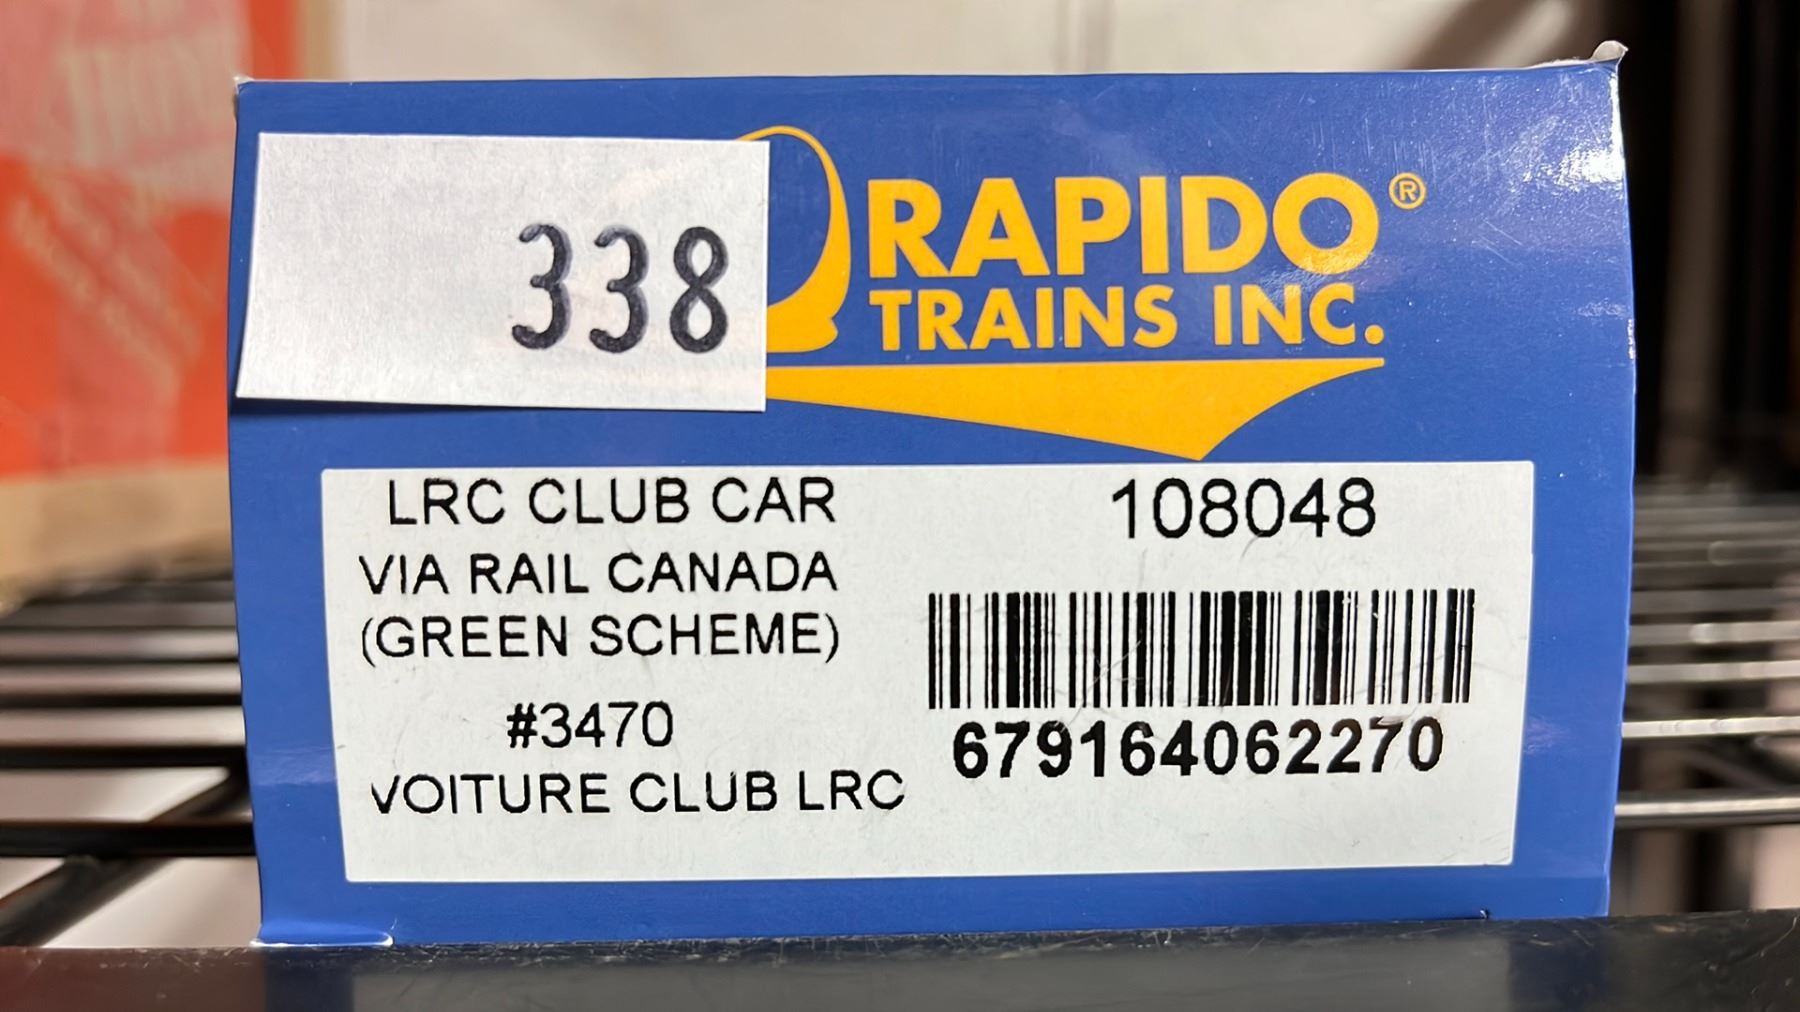 338
RAPIDO®
TRAINS INC.
LRC CLUB CAR
VIA RAIL CANADA
(GREEN SCHEME)
#3470
VOITURE CLUB LRC
108048
679164062270